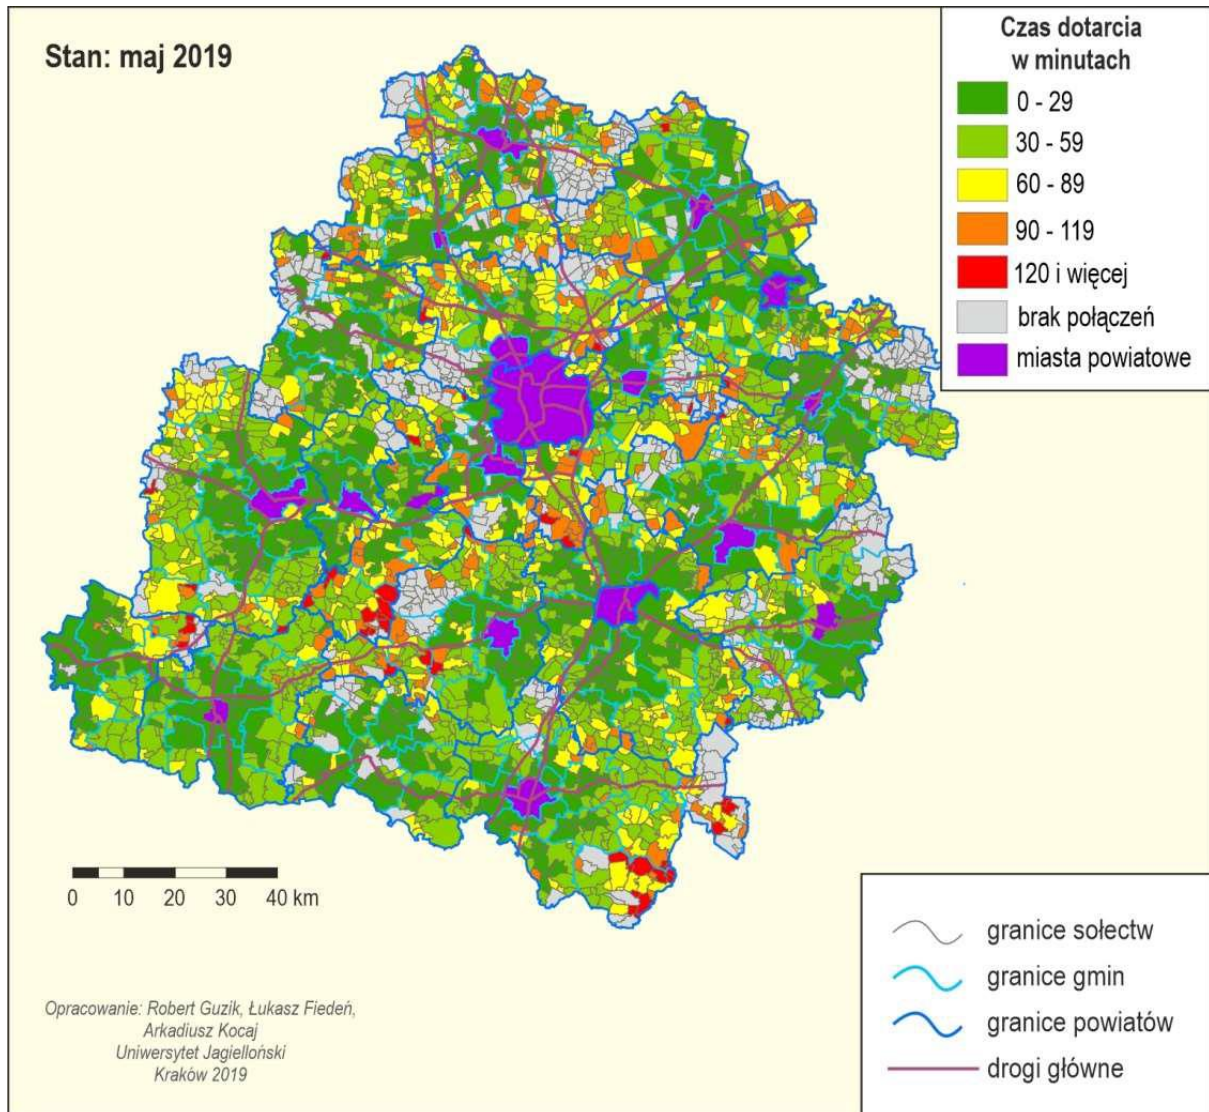 Stan: maj 2019
Czas dotarcia
w minutach
0 - 29
30 - 59
60 - 89
90 - 119
120 i więcej
brak połączeń
miasta powiatowe
0 10 20 30 40 km
granice sołectw
granice gmin
granice powiatów
drogi główne
Opracowanie: Robert Guzik, Łukasz Fiedeń,
Arkadiusz Kocaj
Uniwersytet Jagielloński
Kraków 2019